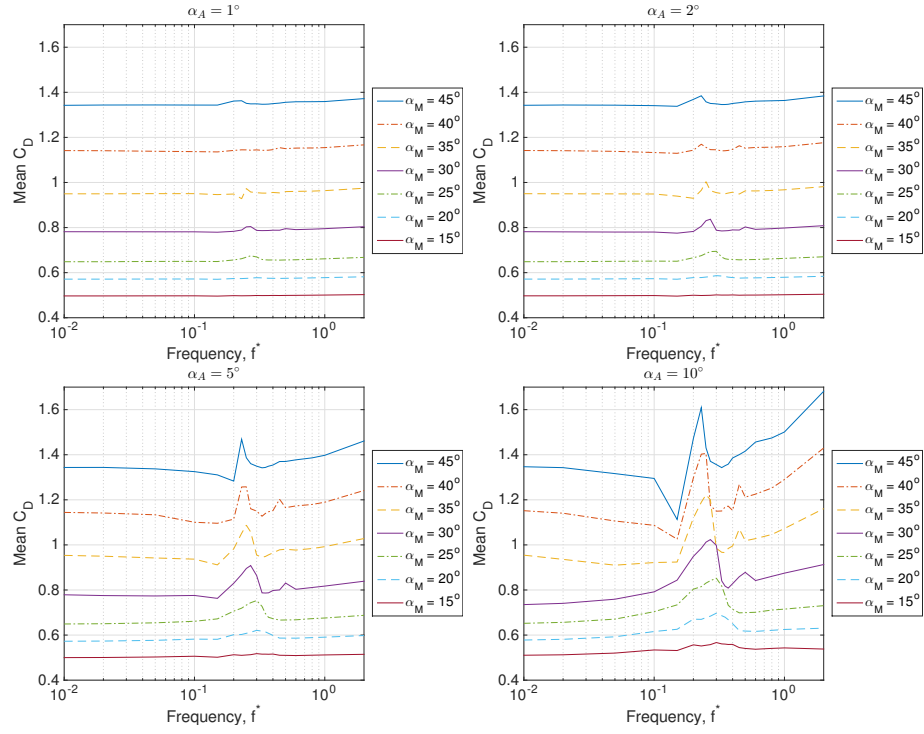 α_A = 1°
1.6
1.4
1.2
1
0.8
0.6
0.4
Mean C_D
10^-2
10^-1
10^0
Frequency, f^*
α_M = 45°
α_M = 40°
α_M = 35°
α_M = 30°
α_M = 25°
α_M = 20°
α_M = 15°
α_A = 2°
1.6
1.4
1.2
1
0.8
0.6
0.4
Mean C_D
10^-2
10^-1
10^0
Frequency, f^*
α_M = 45°
α_M = 40°
α_M = 35°
α_M = 30°
α_M = 25°
α_M = 20°
α_M = 15°
α_A = 5°
1.6
1.4
1.2
1
0.8
0.6
0.4
Mean C_D
10^-2
10^-1
10^0
Frequency, f^*
α_M = 45°
α_M = 40°
α_M = 35°
α_M = 30°
α_M = 25°
α_M = 20°
α_M = 15°
α_A = 10°
1.6
1.4
1.2
1
0.8
0.6
0.4
Mean C_D
10^-2
10^-1
10^0
Frequency, f^*
α_M = 45°
α_M = 40°
α_M = 35°
α_M = 30°
α_M = 25°
α_M = 20°
α_M = 15°